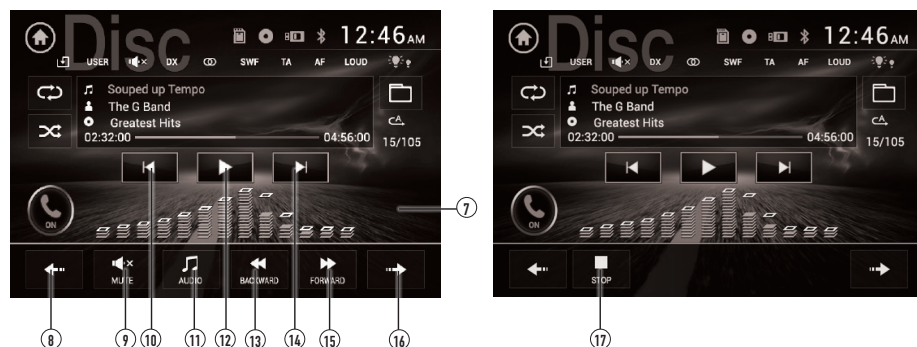 Disc
12:46AM
USER DX SWF TA AF LOUD
Souped up Tempo
The G Band
Greatest Hits
02:32:00 04:56:00
A
15/105
ON
MUTE AUDIO BACKWARD FORWARD
7
8 9 10 11 12 13 14 15 16
Disc
12:46AM
USER DX SWF TA AF LOUD
Souped up Tempo
The G Band
Greatest Hits
02:32:00 04:56:00
A
15/105
ON
STOP
17